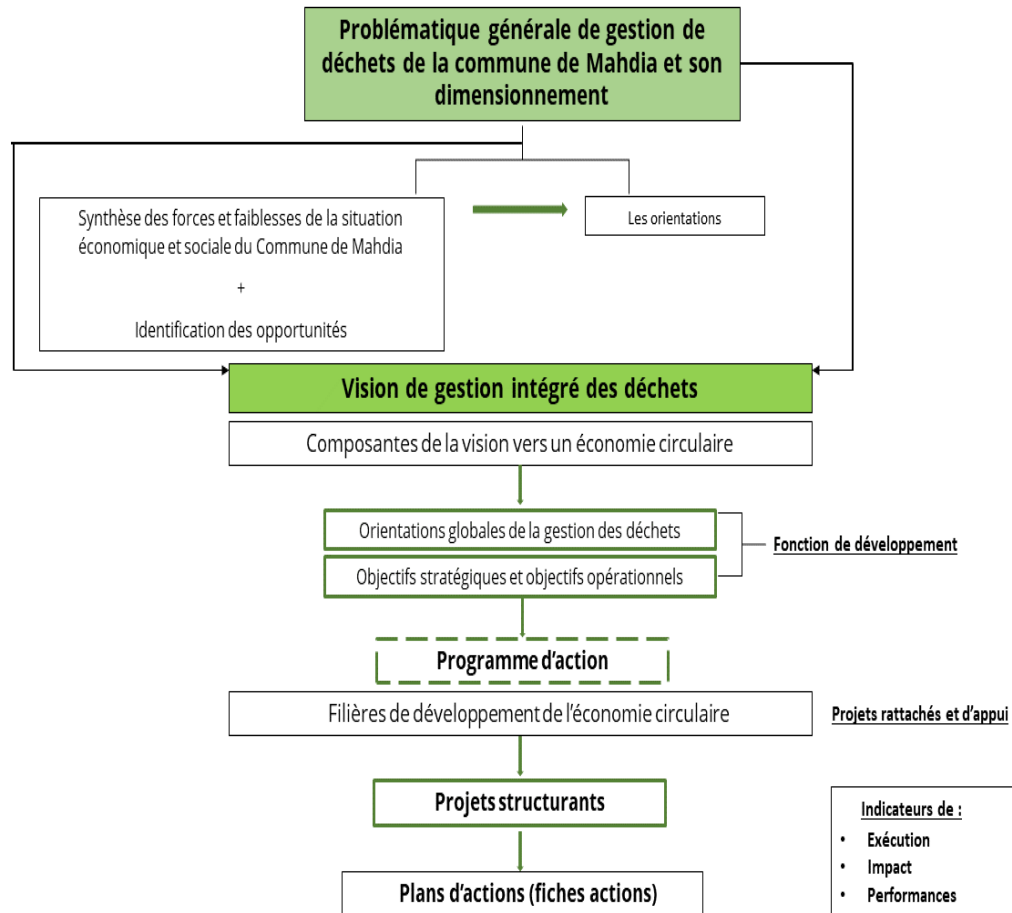 Problématique générale de gestion de
déchets de la commune de Mahdia et son
dimensionnement
Synthèse des forces et faiblesses de la situation
économique et sociale du Commune de Mahdia
+
Identification des opportunités
Les orientations
Vision de gestion intégré des déchets
Composantes de la vision vers un économie circulaire
Orientations globales de la gestion des déchets
Objectifs stratégiques et objectifs opérationnels
Fonction de développement
Programme d'action
Filières de développement de l'économie circulaire
Projets rattachés et d'appui
Projets structurants
Plans d'actions (fiches actions)
Indicateurs de :
• Exécution
• Impact
• Performances